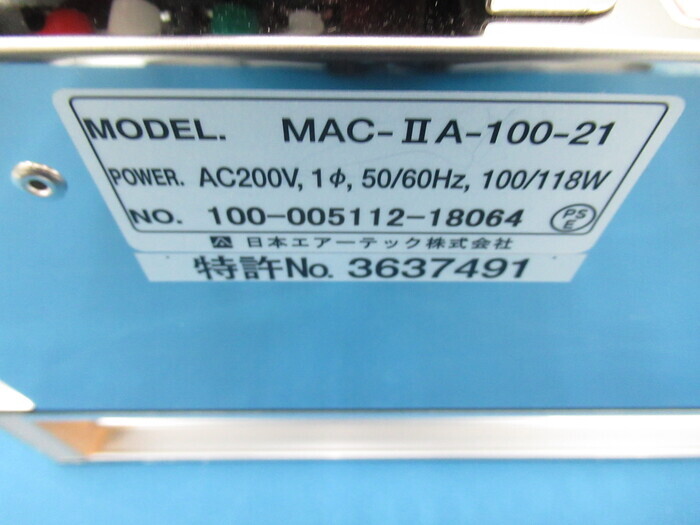 MODEL. MAC-ⅡA-100-21
POWER. AC200V, 1φ, 50/60Hz, 100/118W
NO. 100-005112-18064 PSE
日本エアーテック株式会社
特許No. 3637491